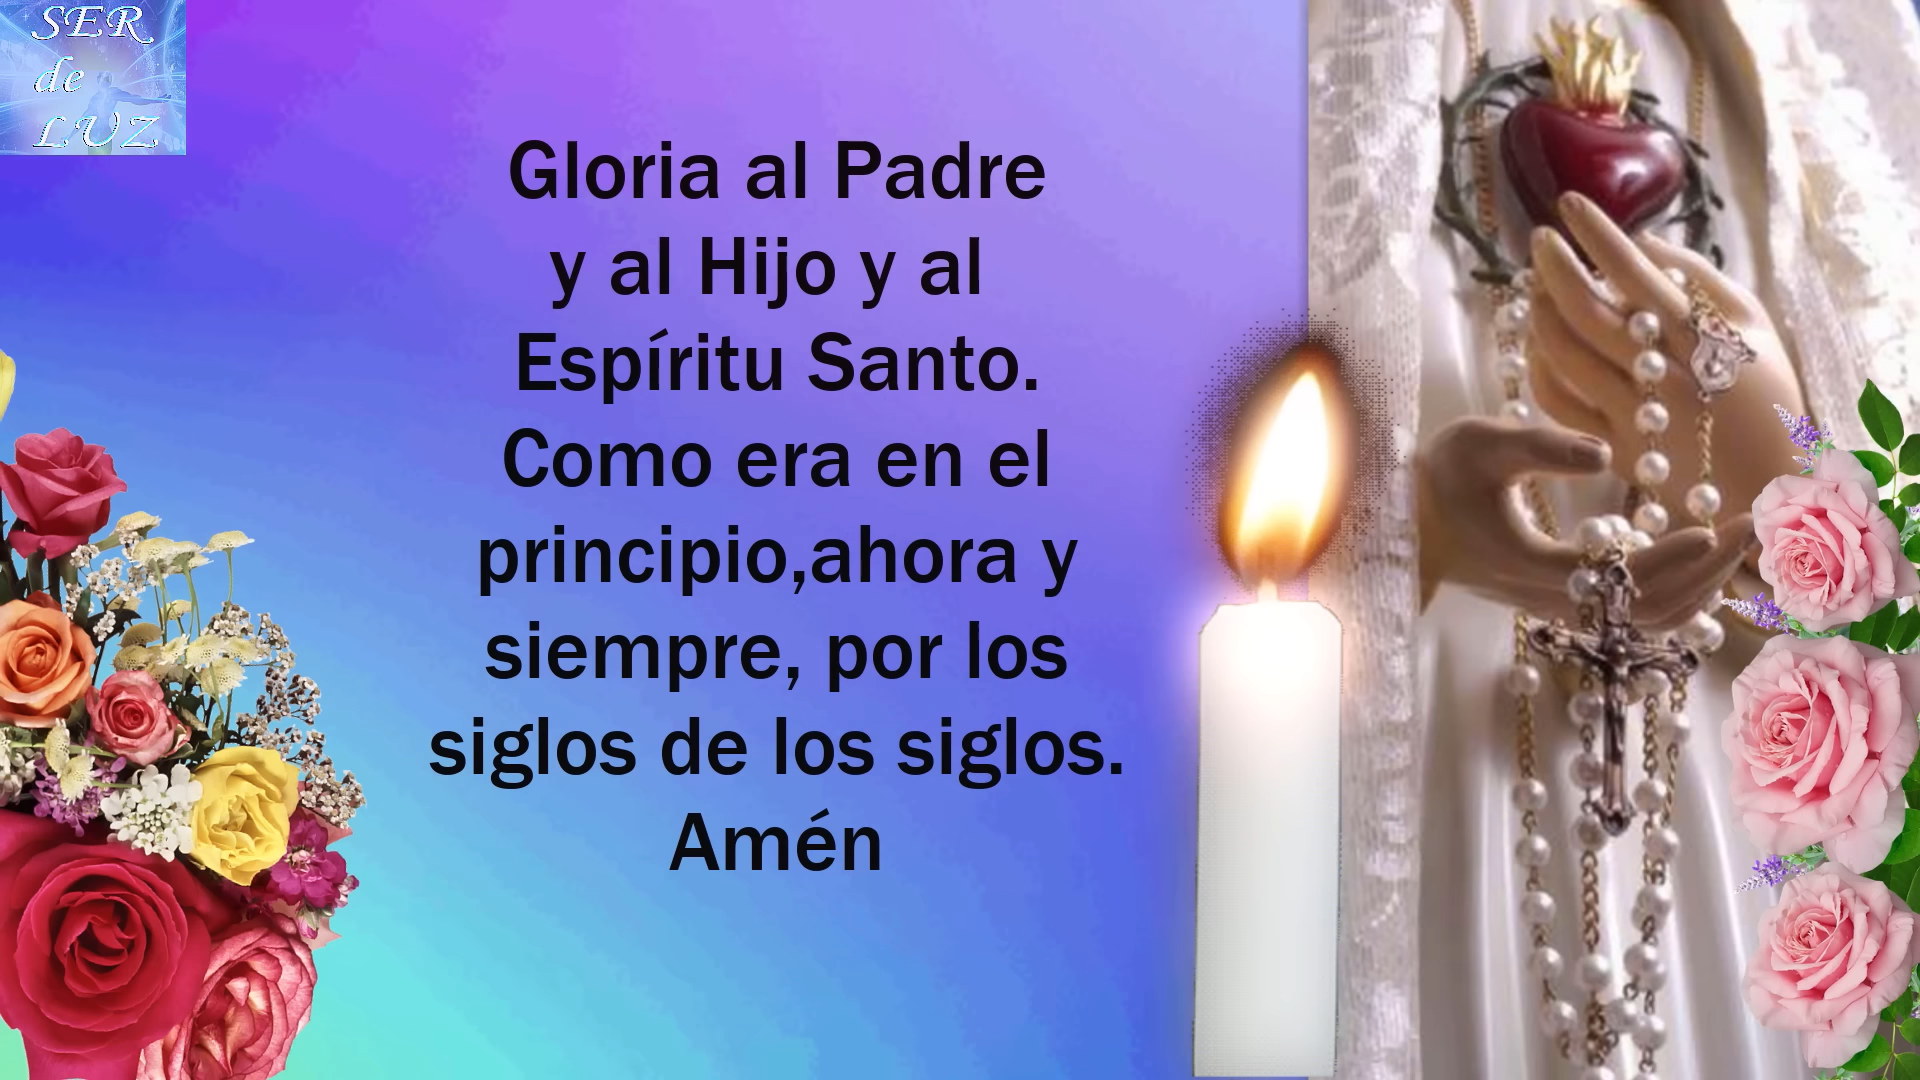 SER
de
LUZ
Gloria al Padre
y al Hijo y al
Espíritu Santo.
Como era en el
principio,ahora y
siempre, por los
siglos de los siglos.
Amén